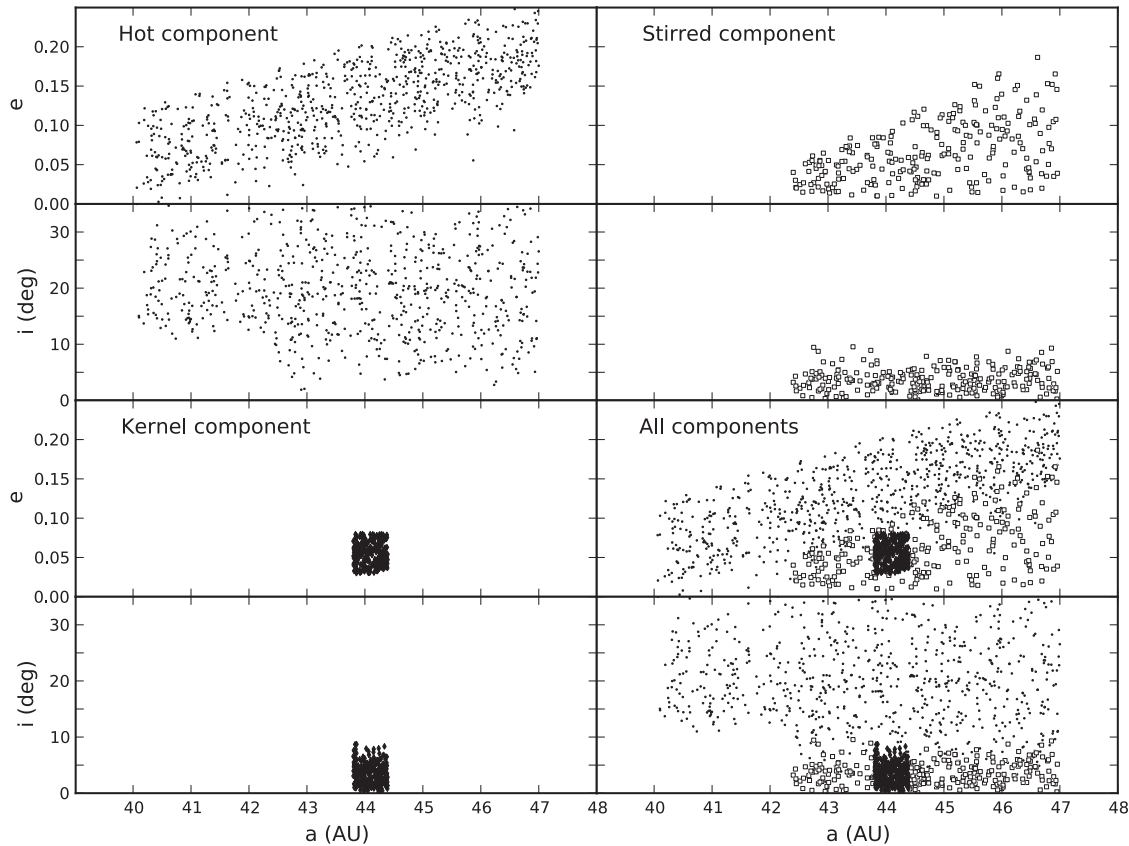 Hot component
Stirred component
0.20
0.15
0.10
0.05
0.00
e
30
20
10
0
i (deg)
Kernel component
All components
0.20
0.15
0.10
0.05
0.00
e
30
20
10
0
i (deg)
40 41 42 43 44 45 46 47 48
40 41 42 43 44 45 46 47 48
a (AU)
a (AU)